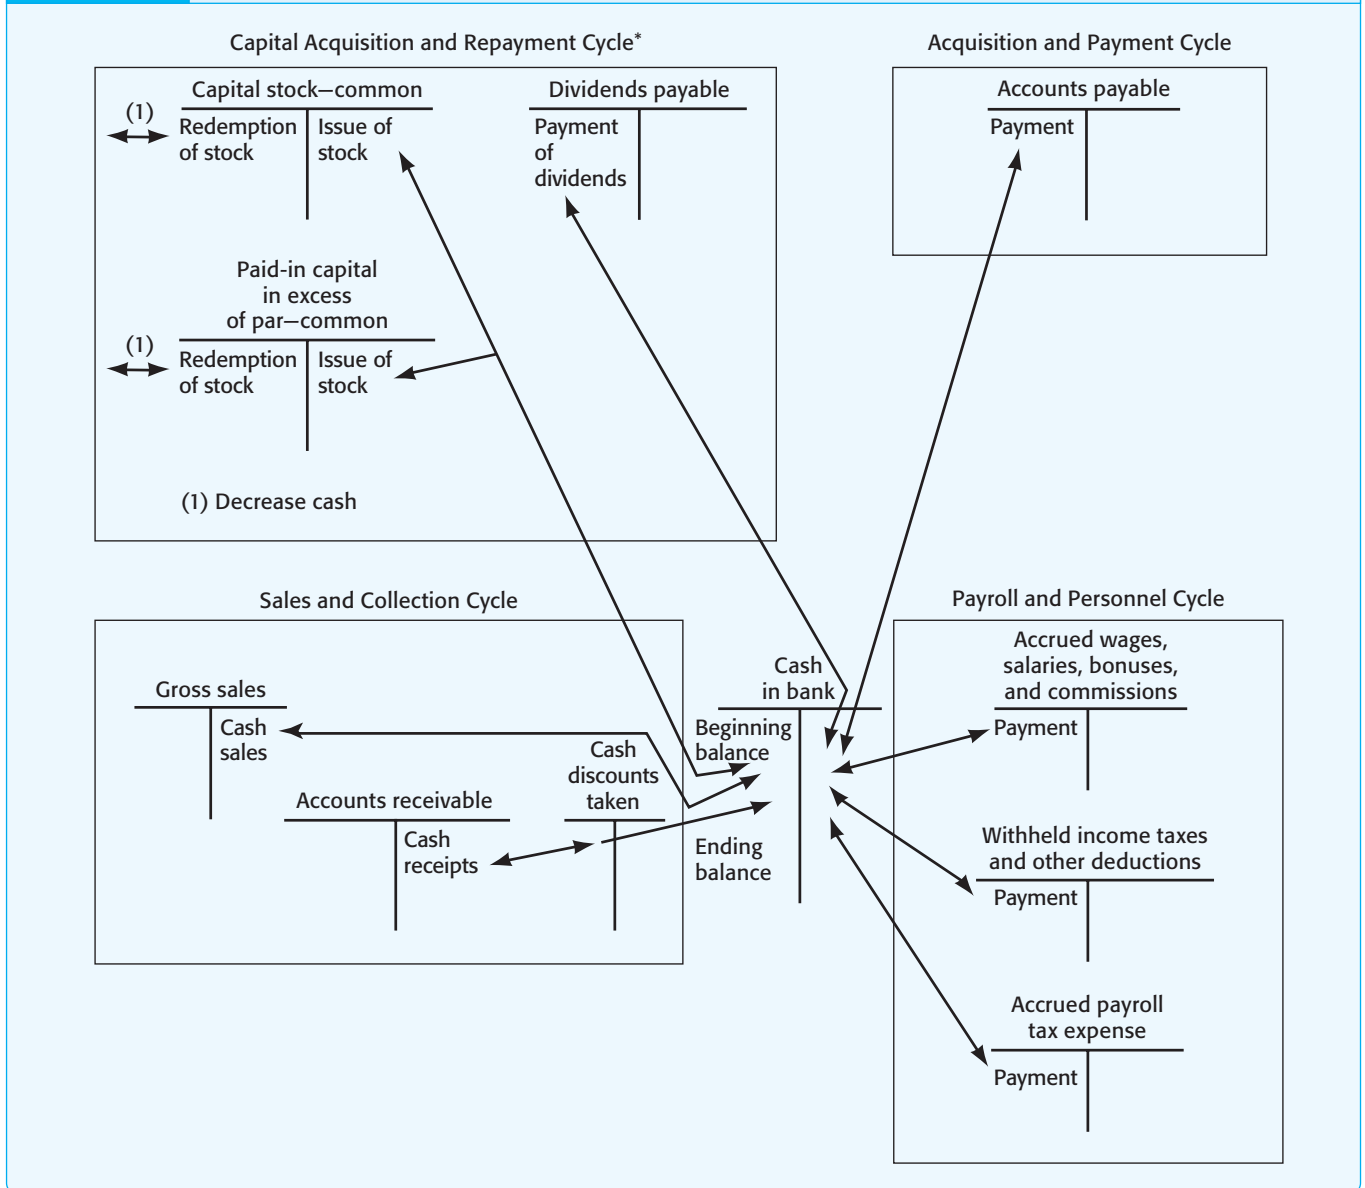 Capital Acquisition and Repayment Cycle*
Capital stock—common
(1)
Redemption
of stock
Issue of
stock
Dividends payable
Payment
of
dividends
Paid-in capital
in excess
of par—common
(1)
Redemption
of stock
Issue of
stock
(1) Decrease cash
Acquisition and Payment Cycle
Accounts payable
Payment
Sales and Collection Cycle
Gross sales
Cash
sales
Accounts receivable
Cash
receipts
Cash
discounts
taken
Cash
in bank
Beginning
balance
Ending
balance
Payroll and Personnel Cycle
Accrued wages,
salaries, bonuses,
and commissions
Payment
Withheld income taxes
and other deductions
Payment
Accrued payroll
tax expense
Payment